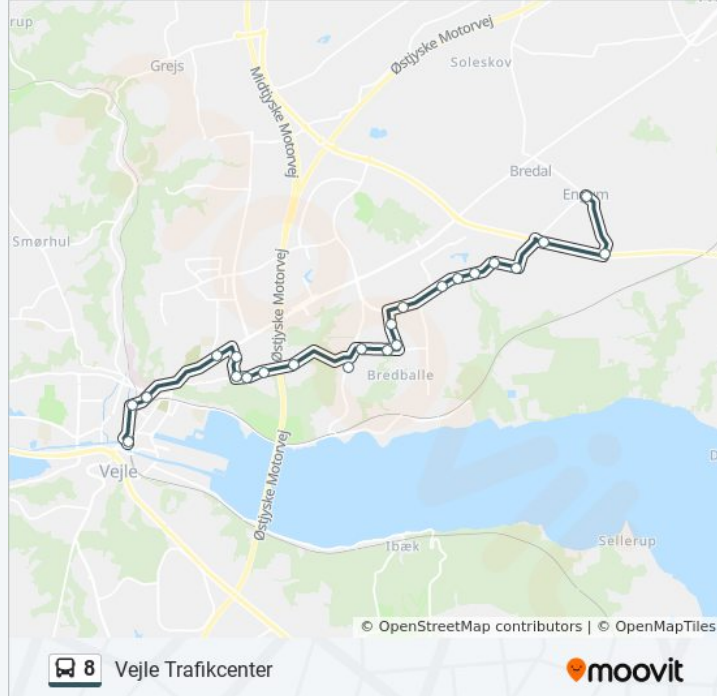 rup
Grejs
Østjyske Motorvej
Soleskov
Midtjyske Motorvej
Bredal
Smørhul
Østjyske Motorvej
Bredballe
Vejle
Østjyske Motorvej
D
Ibæk
Sellerup
© OpenStreetMap contributors | © OpenMapTiles
8 Vejle Trafikcenter
moovit